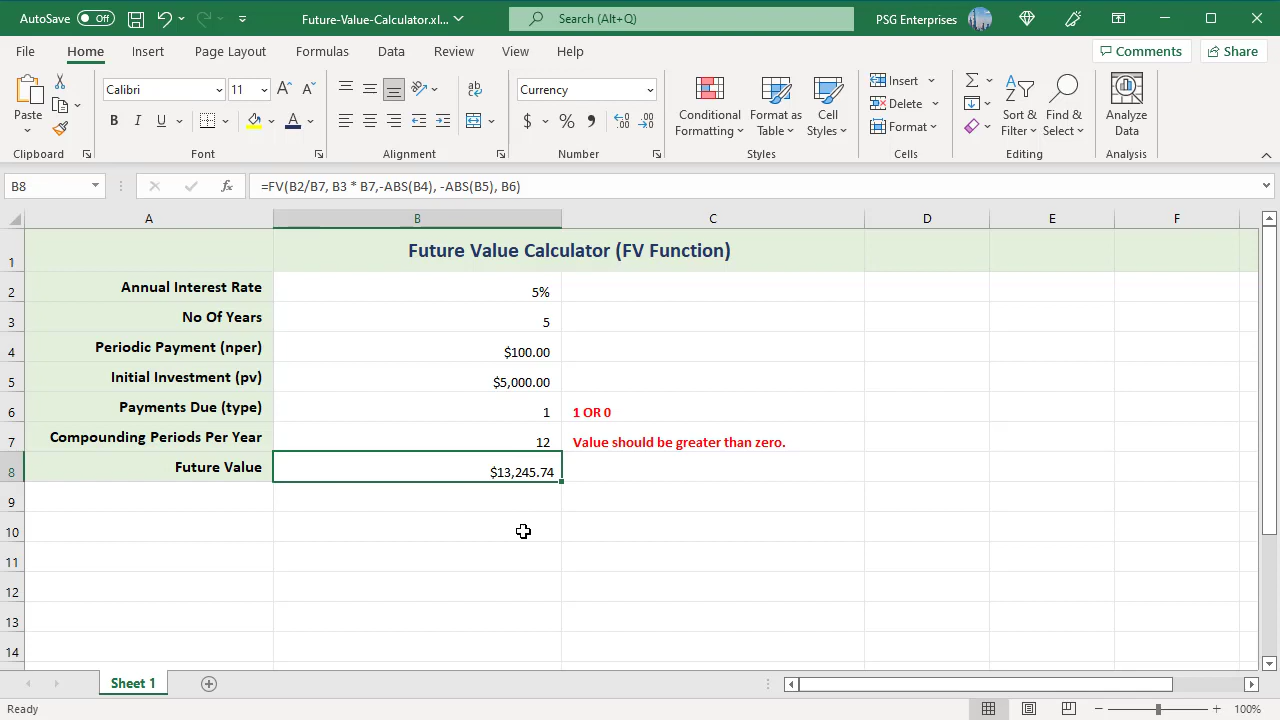 AutoSave Off Future-Value-Calculator.xl... Search (Alt+Q) PSG Enterprises
File Home Insert Page Layout Formulas Data Review View Help Comments Share
Paste
Clipboard
Calibri 11 A A
B I U A
Font
ab
Alignment
Currency
$ % 9
Number
Conditional Formatting
Format as Table
Cell Styles
Styles
Insert
Delete
Format
Cells
Sort & Filter
Find & Select
Editing
Analyze Data
Analysis
B8 fx =FV(B2/B7, B3 * B7,-ABS(B4), -ABS(B5), B6)
A B C D E F
1 Future Value Calculator (FV Function)
2 Annual Interest Rate 5%
3 No Of Years 5
4 Periodic Payment (nper) $100.00
5 Initial Investment (pv) $5,000.00
6 Payments Due (type) 1 1 OR 0
7 Compounding Periods Per Year 12 Value should be greater than zero.
8 Future Value $13,245.74
9
10
11
12
13
14
Sheet 1
Ready 100%